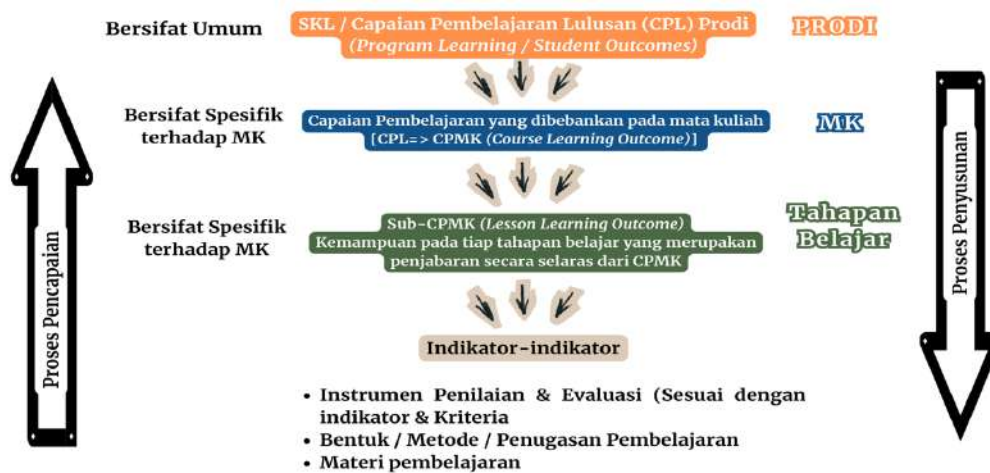 Bersifat Umum
SKL / Capaian Pembelajaran Lulusan (CPL) Prodi
(Program Learning / Student Outcomes)
PRODI
Bersifat Spesifik
terhadap MK
Capaian Pembelajaran yang dibebankan pada mata kuliah
[CPL=> CPMK (Course Learning Outcome)]
MK
Bersifat Spesifik
terhadap MK
Sub-CPMK (Lesson Learning Outcome)
Kemampuan pada tiap tahapan belajar yang merupakan
penjabaran secara selaras dari CPMK
Tahapan
Belajar
Proses Pencapaian
Proses Penyusunan
Indikator-indikator
• Instrumen Penilaian & Evaluasi (Sesuai dengan
indikator & Kriteria
• Bentuk / Metode / Penugasan Pembelajaran
• Materi pembelajaran